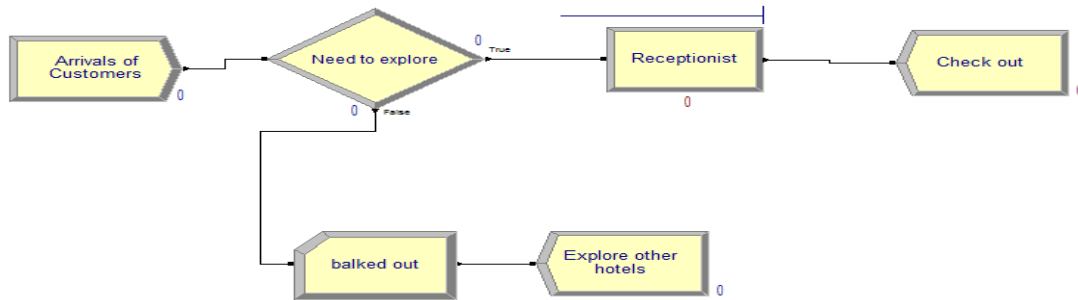 Arrivals of
Customers
0
Need to explore
0
True
0
False
Receptionist
0
Check out
balked out
Explore other
hotels
0